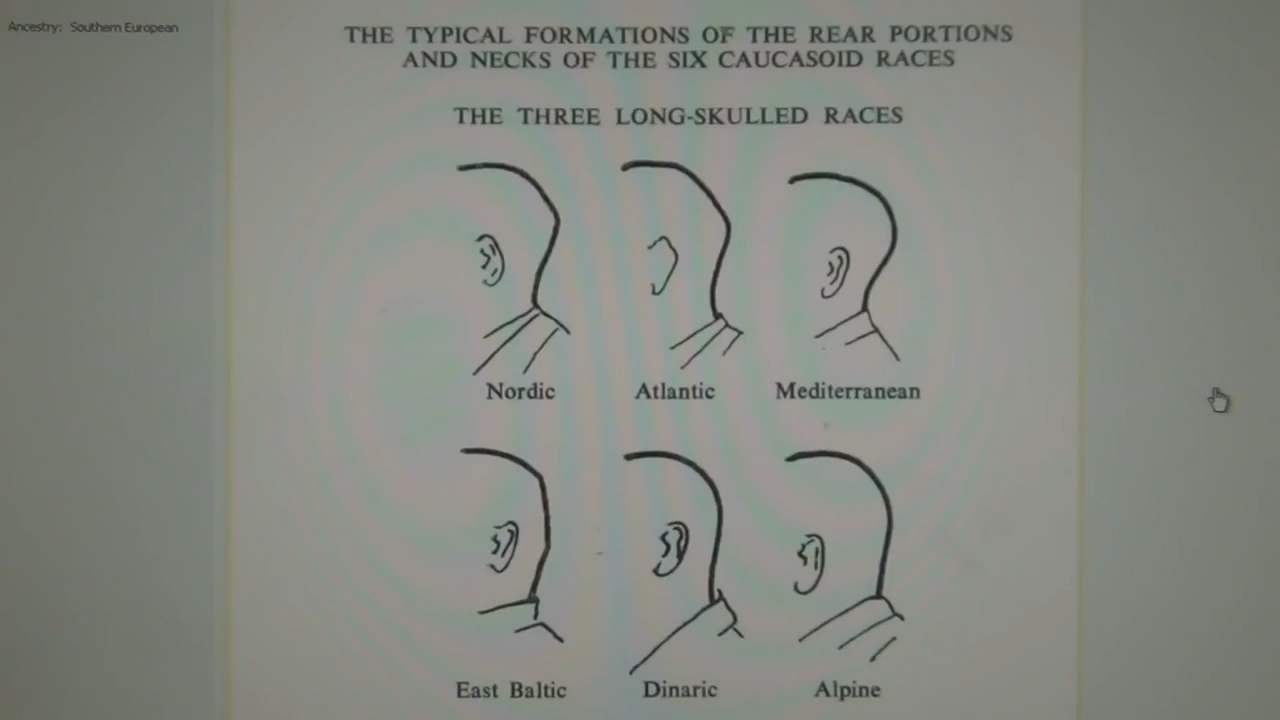 Ancestry: Southern European
THE TYPICAL FORMATIONS OF THE REAR PORTIONS
AND NECKS OF THE SIX CAUCASOID RACES
THE THREE LONG-SKULLED RACES
Nordic Atlantic Mediterranean
East Baltic Dinaric Alpine